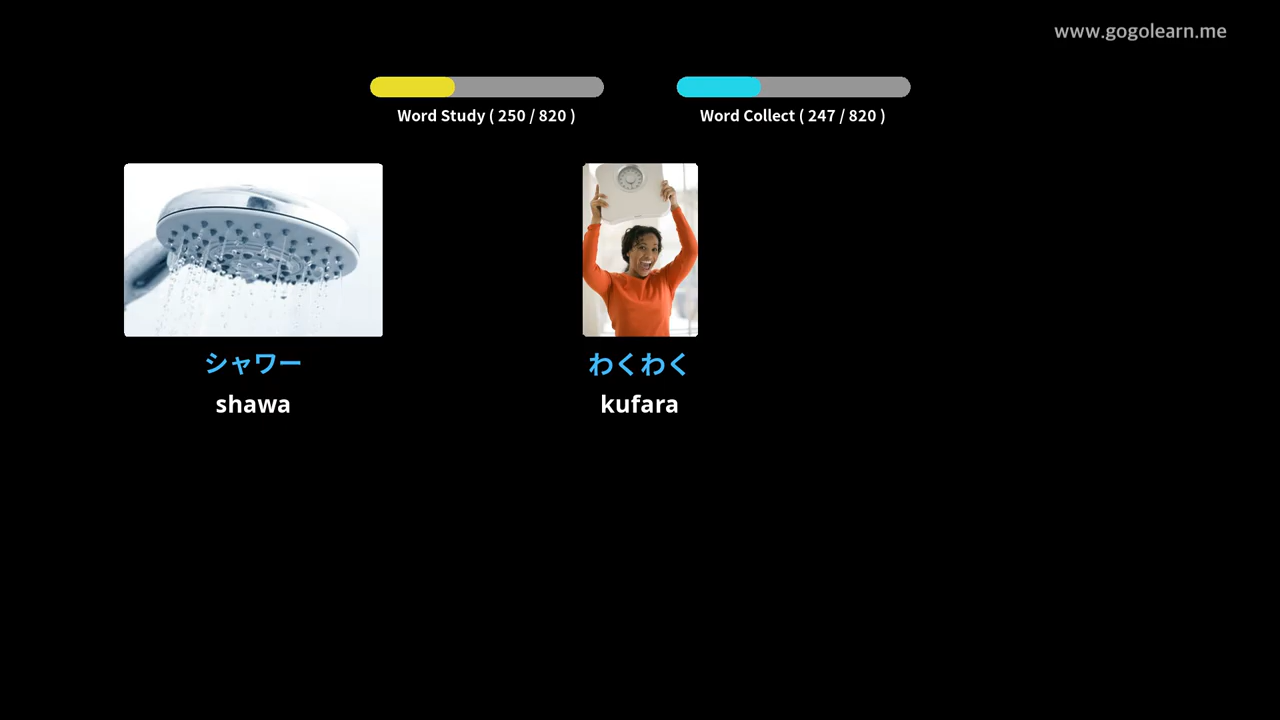 www.gogolearn.me
Word Study ( 250 / 820 )
Word Collect ( 247 / 820 )
シャワー
shawa
わくわく
kufara